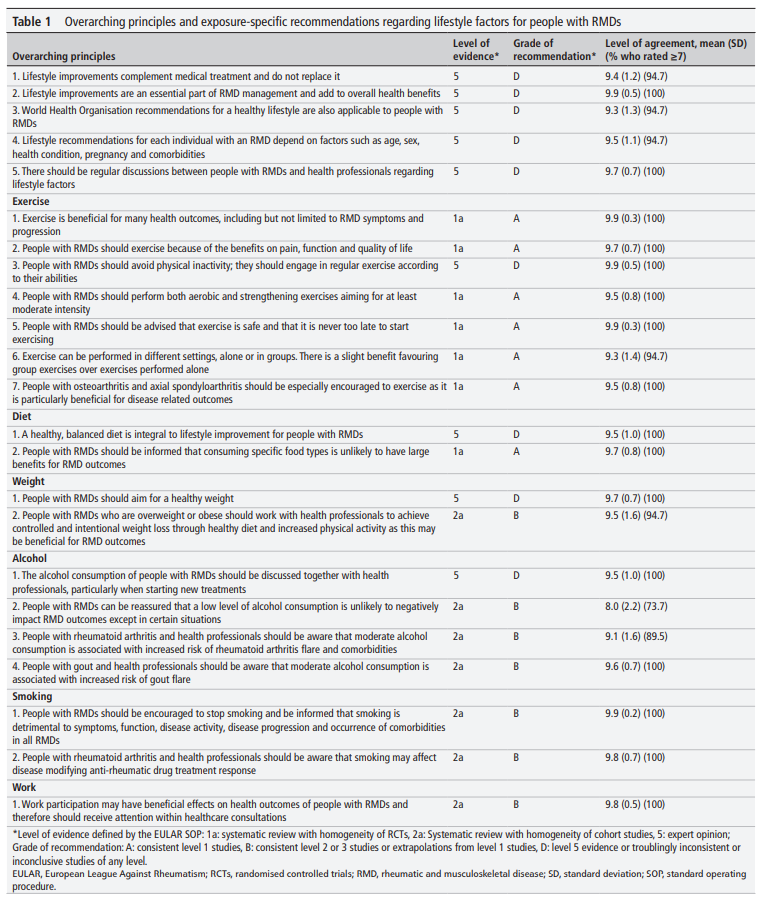 Table 1 Overarching principles and exposure-specific recommendations regarding lifestyle factors for people with RMDs
Overarching principles Level of evidence* Grade of recommendation* Level of agreement, mean (SD) (% who rated ≥7)
1. Lifestyle improvements complement medical treatment and do not replace it 5 D 9.4 (1.2) (94.7)
2. Lifestyle improvements are an essential part of RMD management and add to overall health benefits 5 D 9.9 (0.5) (100)
3. World Health Organisation recommendations for a healthy lifestyle are also applicable to people with 5 D 9.3 (1.3) (94.7)
RMDs
4. Lifestyle recommendations for each individual with an RMD depend on factors such as age, sex, 5 D 9.5 (1.1) (94.7)
health condition, pregnancy and comorbidities
5. There should be regular discussions between people with RMDs and health professionals regarding 5 D 9.7 (0.7) (100)
lifestyle factors
Exercise
1. Exercise is beneficial for many health outcomes, including but not limited to RMD symptoms and 1a A 9.9 (0.3) (100)
progression
2. People with RMDs should exercise because of the benefits on pain, function and quality of life 1a A 9.7 (0.7) (100)
3. People with RMDs should avoid physical inactivity; they should engage in regular exercise according 5 D 9.9 (0.5) (100)
to their abilities
4. People with RMDs should perform both aerobic and strengthening exercises aiming for at least 1a A 9.5 (0.8) (100)
moderate intensity
5. People with RMDs should be advised that exercise is safe and that it is never too late to start 1a A 9.9 (0.3) (100)
exercising
6. Exercise can be performed in different settings, alone or in groups. There is a slight benefit favouring 1a A 9.3 (1.4) (94.7)
group exercises over exercises performed alone
7. People with osteoarthritis and axial spondyloarthritis should be especially encouraged to exercise as it 1a A 9.5 (0.8) (100)
is particularly beneficial for disease related outcomes
Diet
1. A healthy, balanced diet is integral to lifestyle improvement for people with RMDs 5 D 9.5 (1.0) (100)
2. People with RMDs should be informed that consuming specific food types is unlikely to have large 1a A 9.7 (0.8) (100)
benefits for RMD outcomes
Weight
1. People with RMDs should aim for a healthy weight 5 D 9.7 (0.7) (100)
2. People with RMDs who are overweight or obese should work with health professionals to achieve 2a B 9.5 (1.6) (94.7)
controlled and intentional weight loss through healthy diet and increased physical activity as this may
be beneficial for RMD outcomes
Alcohol
1. The alcohol consumption of people with RMDs should be discussed together with health 5 D 9.5 (1.0) (100)
professionals, particularly when starting new treatments
2. People with RMDs can be reassured that a low level of alcohol consumption is unlikely to negatively 2a B 8.0 (2.2) (73.7)
impact RMD outcomes except in certain situations
3. People with rheumatoid arthritis and health professionals should be aware that moderate alcohol 2a B 9.1 (1.6) (89.5)
consumption is associated with increased risk of rheumatoid arthritis flare and comorbidities
4. People with gout and health professionals should be aware that moderate alcohol consumption is 2a B 9.6 (0.7) (100)
associated with increased risk of gout flare
Smoking
1. People with RMDs should be encouraged to stop smoking and be informed that smoking is 2a B 9.9 (0.2) (100)
detrimental to symptoms, function, disease activity, disease progression and occurrence of comorbidities
in all RMDs
2. People with rheumatoid arthritis and health professionals should be aware that smoking may affect 2a B 9.8 (0.7) (100)
disease modifying anti-rheumatic drug treatment response
Work
1. Work participation may have beneficial effects on health outcomes of people with RMDs and 2a B 9.8 (0.5) (100)
therefore should receive attention within healthcare consultations
*Level of evidence defined by the EULAR SOP: 1a: systematic review with homogeneity of RCTs, 2a: Systematic review with homogeneity of cohort studies, 5: expert opinion;
Grade of recommendation: A: consistent level 1 studies, B: consistent level 2 or 3 studies or extrapolations from level 1 studies, D: level 5 evidence or troublingly inconsistent or
inconclusive studies of any level.
EULAR, European League Against Rheumatism; RCTs, randomised controlled trials; RMD, rheumatic and musculoskeletal disease; SD, standard deviation; SOP, standard operating
procedure.